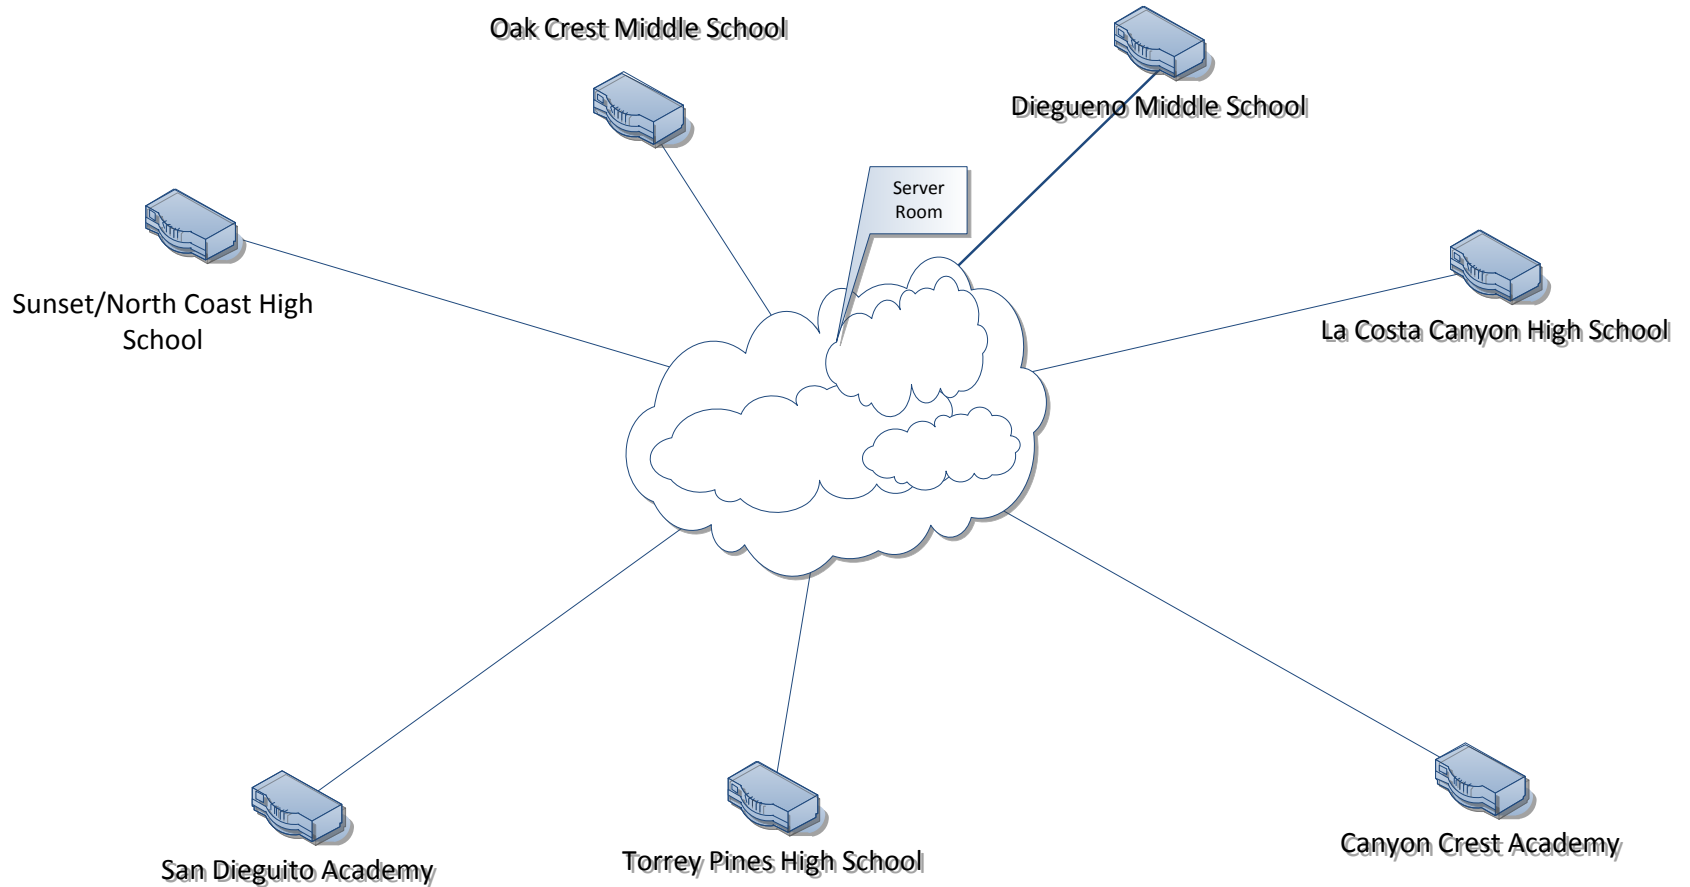 Oak Crest Middle School
Diegueno Middle School
Server
Room
Sunset/North Coast High
School
La Costa Canyon High School
San Dieguito Academy
Torrey Pines High School
Canyon Crest Academy